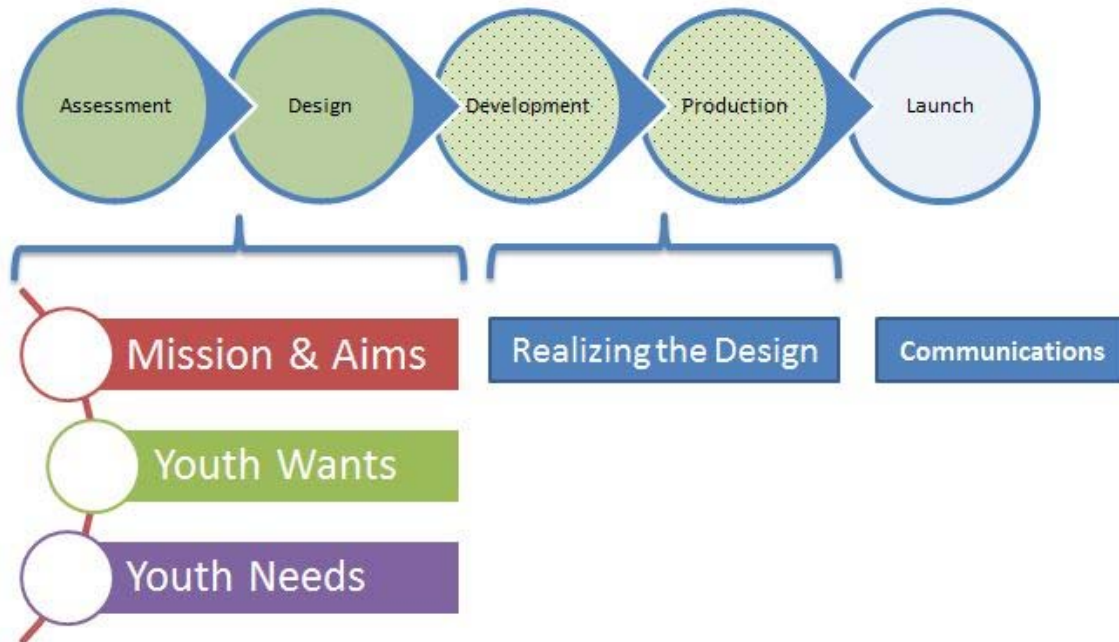 Assessment
Design
Development
Production
Launch
Mission & Aims
Realizing the Design
Communications
Youth Wants
Youth Needs